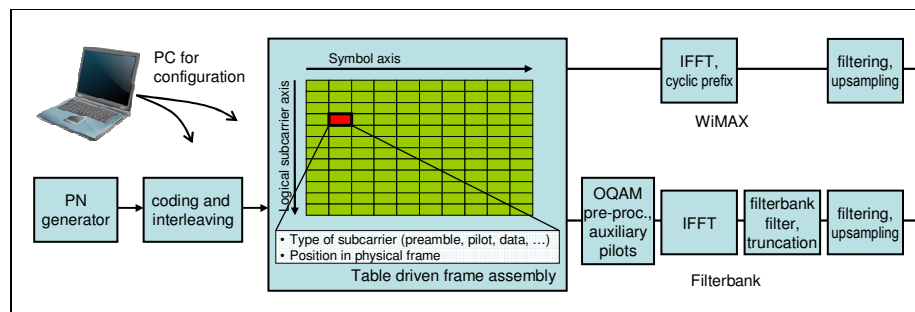 PC for
configuration
Symbol axis
Logical subcarrier axis
IFFT,
cyclic prefix
filtering,
upsampling
WiMAX
PN
generator
coding and
interleaving
• Type of subcarrier (preamble, pilot, data, ...)
• Position in physical frame
Table driven frame assembly
OQAM
pre-proc.,
auxiliary
pilots
IFFT
filterbank
filter,
truncation
filtering,
upsampling
Filterbank